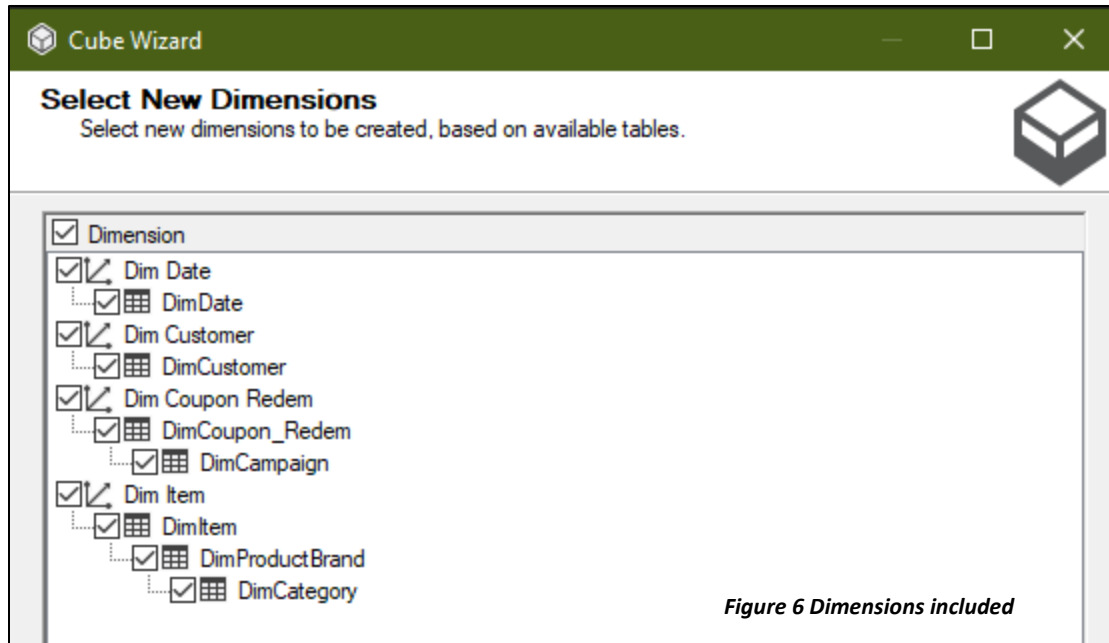 Cube Wizard
Select New Dimensions
Select new dimensions to be created, based on available tables.
Dimension
Dim Date
DimDate
Dim Customer
DimCustomer
Dim Coupon Redem
DimCoupon_Redem
DimCampaign
Dim Item
DimItem
DimProductBrand
DimCategory
Figure 6 Dimensions included